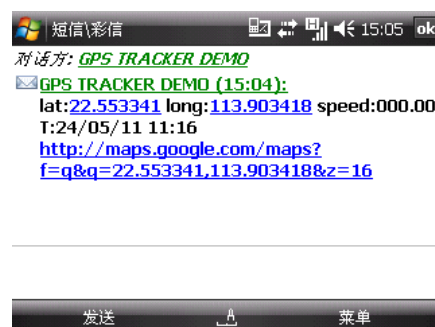 短信\彩信 15:05 ok
对话方: GPS TRACKER DEMO
GPS TRACKER DEMO (15:04):
lat:22.553341 long:113.903418 speed:000.00
T:24/05/11 11:16
http://maps.google.com/maps?
f=q&q=22.553341,113.903418&z=16
发送 A 菜单